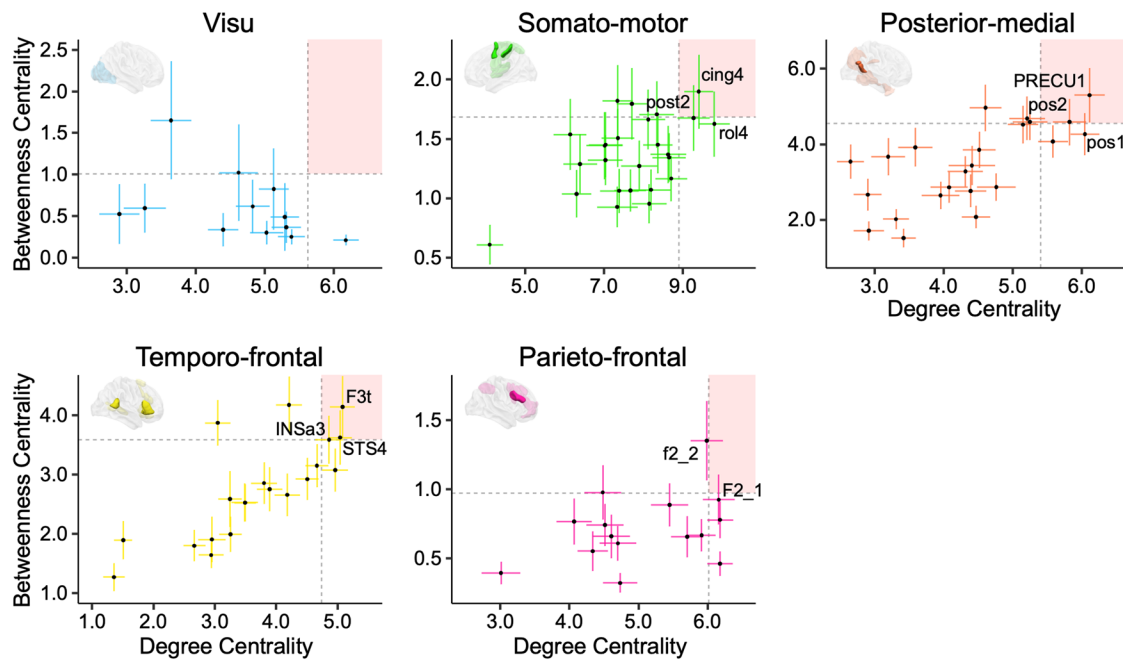 Visu
Somato-motor
Posterior-medial
Betweenness Centrality
2.5
2.0
1.5
1.0
0.5
0.0
3.0 4.0 5.0 6.0
2.0
1.5
1.0
0.5
cing4
post2
rol4
5.0 7.0 9.0
Degree Centrality
6.0
4.0
2.0
PRECU1
pos2
pos1
3.0 4.0 5.0 6.0
Degree Centrality
Temporo-frontal
Parieto-frontal
Betweenness Centrality
4.0
3.0
2.0
1.0
F3t
INSa3
STS4
1.0 2.0 3.0 4.0 5.0
Degree Centrality
1.5
1.0
0.5
f2_2
F2_1
3.0 4.0 5.0 6.0
Degree Centrality